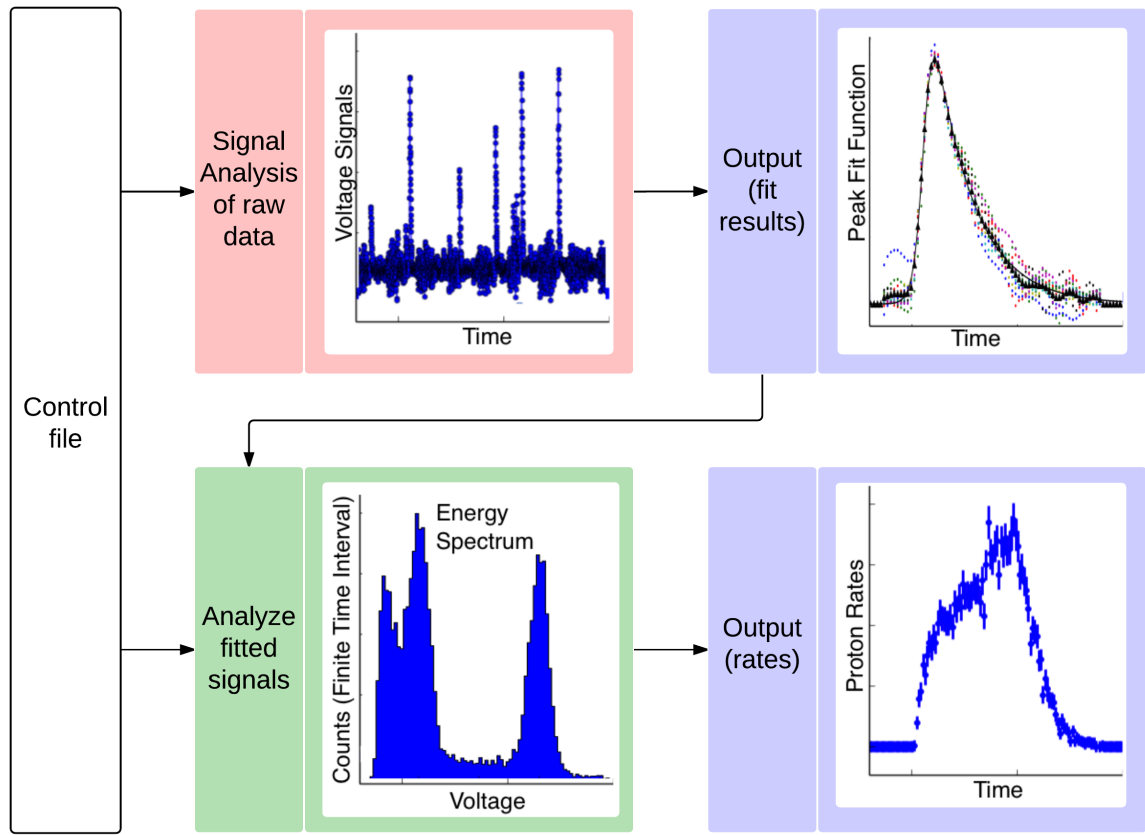 Control
file
Signal
Analysis
of raw
data
Voltage Signals
Time
Output
(fit
results)
Peak Fit Function
Time
Analyze
fitted
signals
Counts (Finite Time Interval)
Energy
Spectrum
Voltage
Output
(rates)
Proton Rates
Time